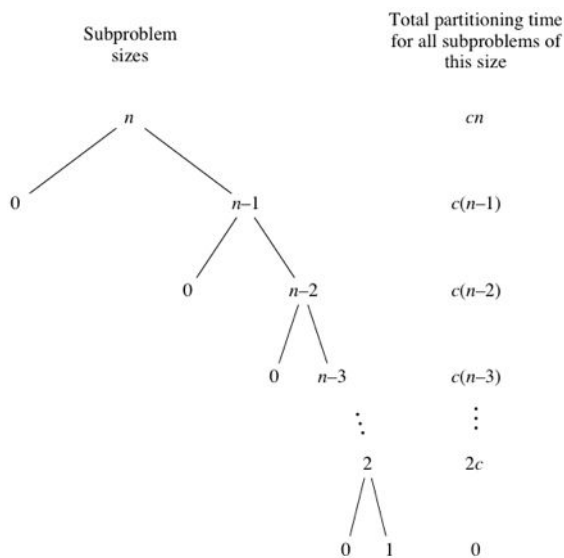 Subproblem
sizes
Total partitioning time
for all subproblems of
this size
n
cn
0
n–1
c(n–1)
0
n–2
c(n–2)
0
n–3
c(n–3)
2
2c
0
1
0